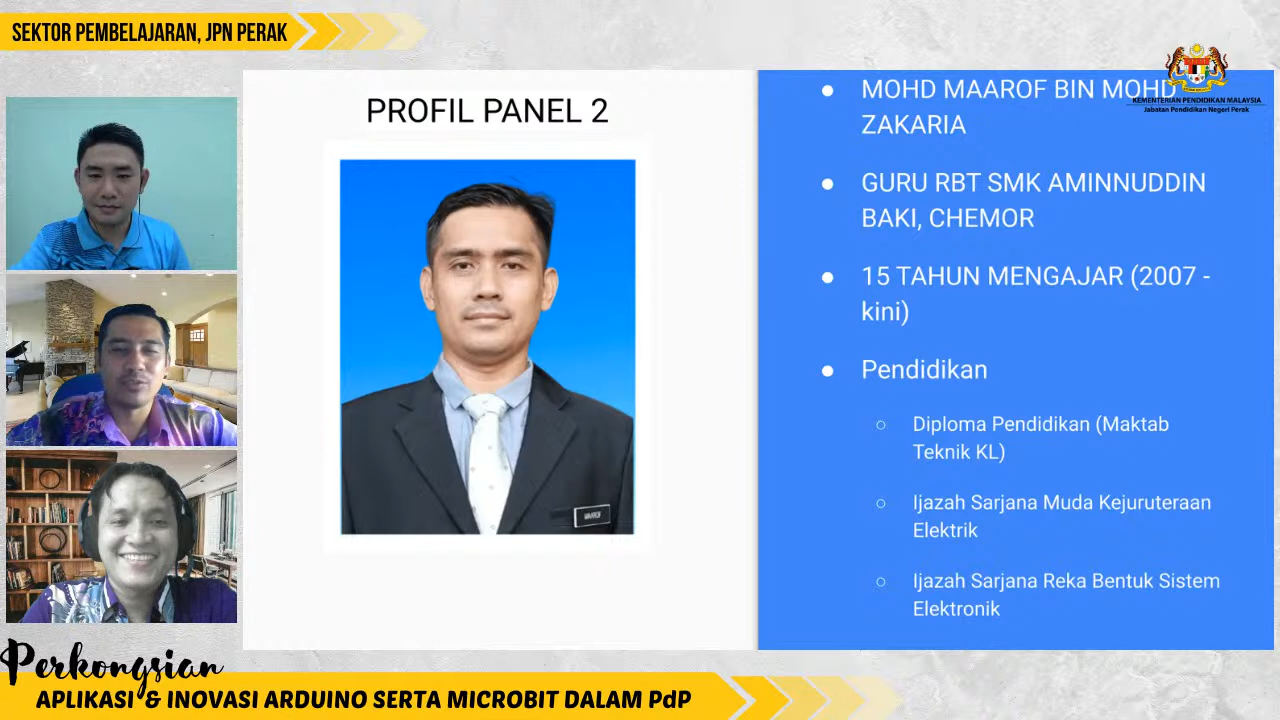 SEKTOR PEMBELAJARAN, JPN PERAK
KEMENTERIAN PENDIDIKAN MALAYSIA
Jabatan Pendidikan Negeri Perak
PROFIL PANEL 2
MAAROF
● MOHD MAAROF BIN MOHD
ZAKARIA
● GURU RBT SMK AMINNUDDIN
BAKI, CHEMOR
● 15 TAHUN MENGAJAR (2007 -
kini)
● Pendidikan
○ Diploma Pendidikan (Maktab
Teknik KL)
○ Ijazah Sarjana Muda Kejuruteraan
Elektrik
○ Ijazah Sarjana Reka Bentuk Sistem
Elektronik
Perkongsian
APLIKASI & INOVASI ARDUINO SERTA MICROBIT DALAM PdP